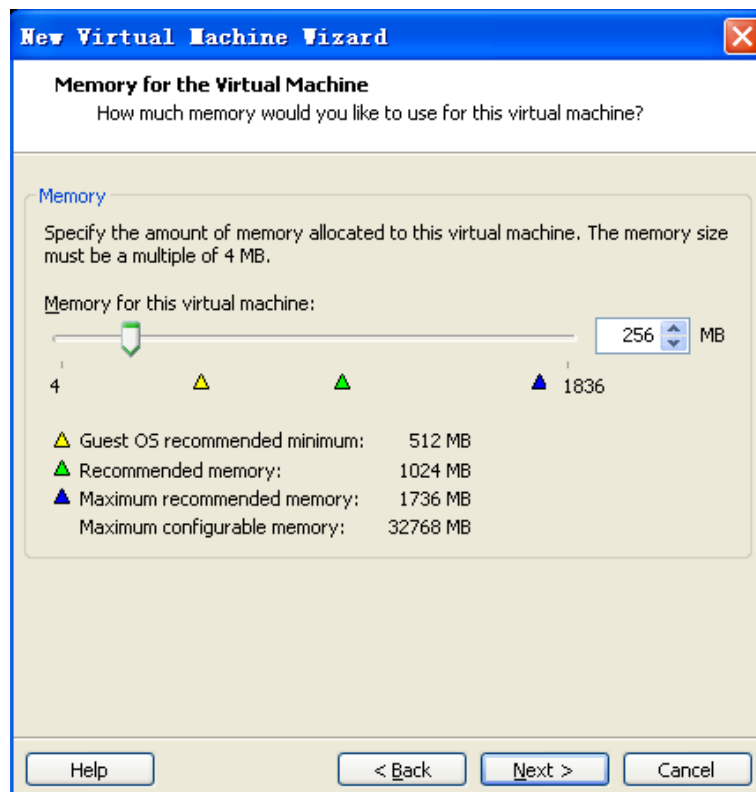 New Virtual Machine Wizard
Memory for the Virtual Machine
How much memory would you like to use for this virtual machine?
Memory
Specify the amount of memory allocated to this virtual machine. The memory size
must be a multiple of 4 MB.
Memory for this virtual machine:
256 MB
4 1836
Guest OS recommended minimum: 512 MB
Recommended memory: 1024 MB
Maximum recommended memory: 1736 MB
Maximum configurable memory: 32768 MB
Help < Back Next > Cancel